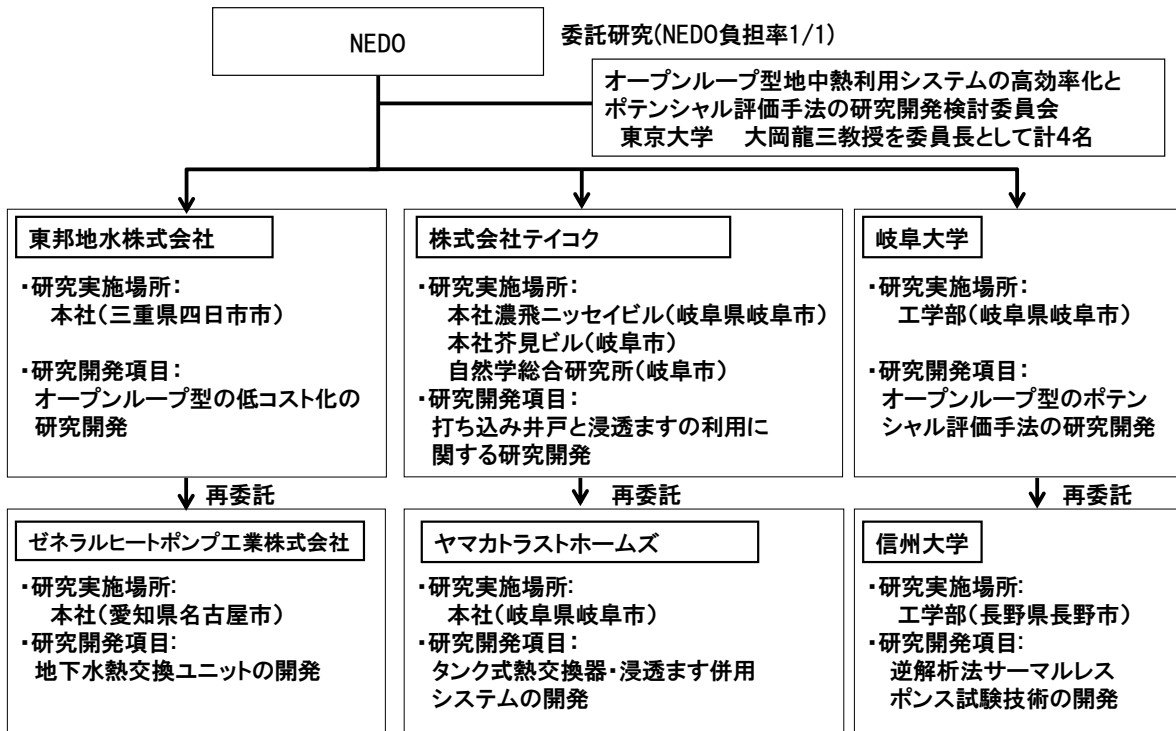 NEDO
委託研究(NEDO負担率1/1)
オープンループ型地中熱利用システムの高効率化と
ポテンシャル評価手法の研究開発検討委員会
東京大学　大岡龍三教授を委員長として計4名
東邦地水株式会社
・研究実施場所：
本社（三重県四日市市）
・研究開発項目：
オープンループ型の低コスト化の
研究開発
株式会社テイコク
・研究実施場所：
本社濃飛ニッセイビル（岐阜県岐阜市）
本社芥見ビル（岐阜市）
自然学総合研究所（岐阜市）
・研究開発項目：
打ち込み井戸と浸透ますの利用に
関する研究開発
岐阜大学
・研究実施場所：
工学部（岐阜県岐阜市）
・研究開発項目：
オープンループ型のポテン
シャル評価手法の研究開発
再委託
再委託
再委託
ゼネラルヒートポンプ工業株式会社
・研究実施場所：
本社（愛知県名古屋市）
・研究開発項目：
地下水熱交換ユニットの開発
ヤマカトラストホームズ
・研究実施場所：
本社（岐阜県岐阜市）
・研究開発項目：
タンク式熱交換器・浸透ます併用
システムの開発
信州大学
・研究実施場所：
工学部（長野県長野市）
・研究開発項目：
逆解析法サーマルレス
ポンス試験技術の開発